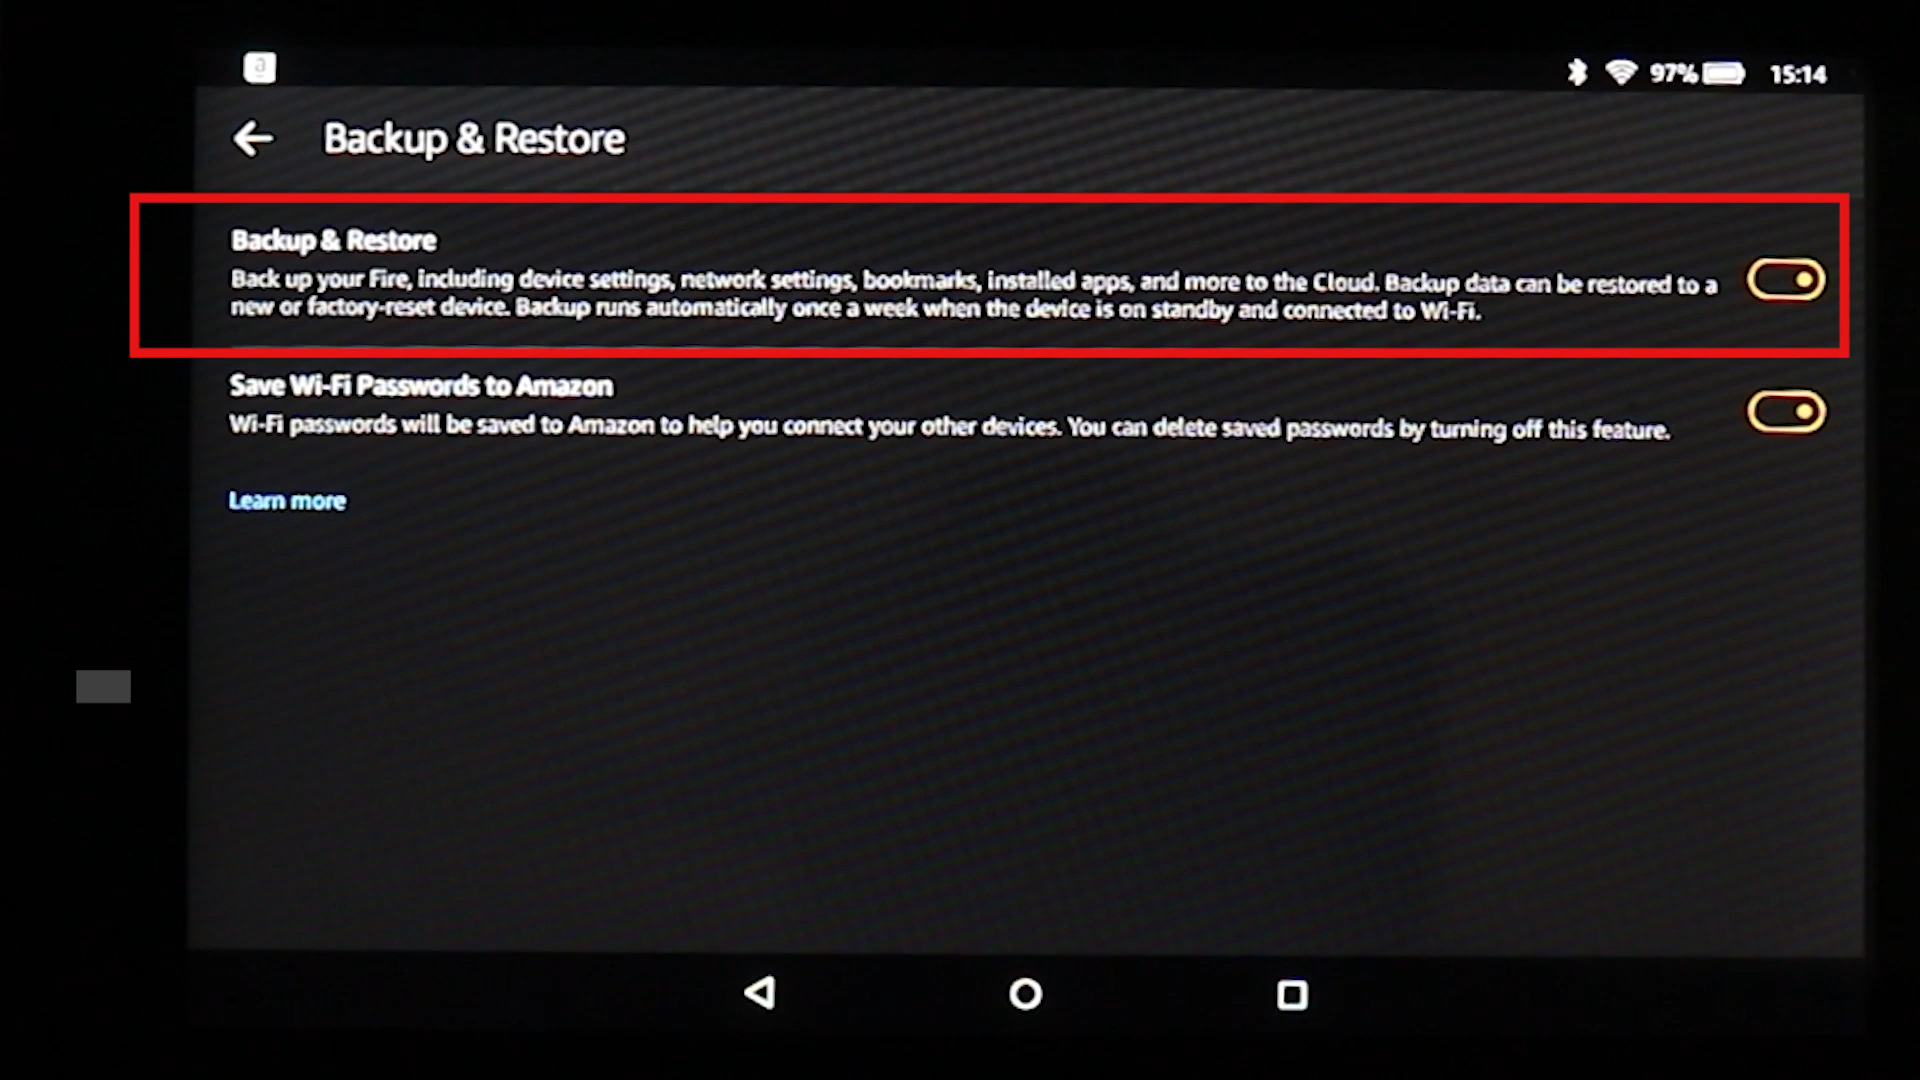 a
97% 15:14
Backup & Restore
Backup & Restore
Back up your Fire, including device settings, network settings, bookmarks, installed apps, and more to the Cloud. Backup data can be restored to a
new or factory-reset device. Backup runs automatically once a week when the device is on standby and connected to Wi-Fi.
Save Wi-Fi Passwords to Amazon
Wi-Fi passwords will be saved to Amazon to help you connect your other devices. You can delete saved passwords by turning off this feature.
Learn more